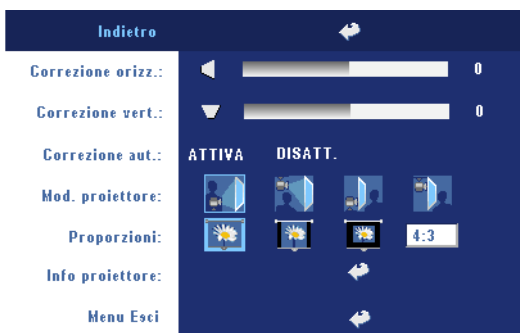 Indietro
Correzione orizz.: 0
Correzione vert.: 0
Correzione aut.: ATTIVA DISATT.
Mod. proiettore:
Proporzioni: 4:3
Info proiettore:
Menu Esci